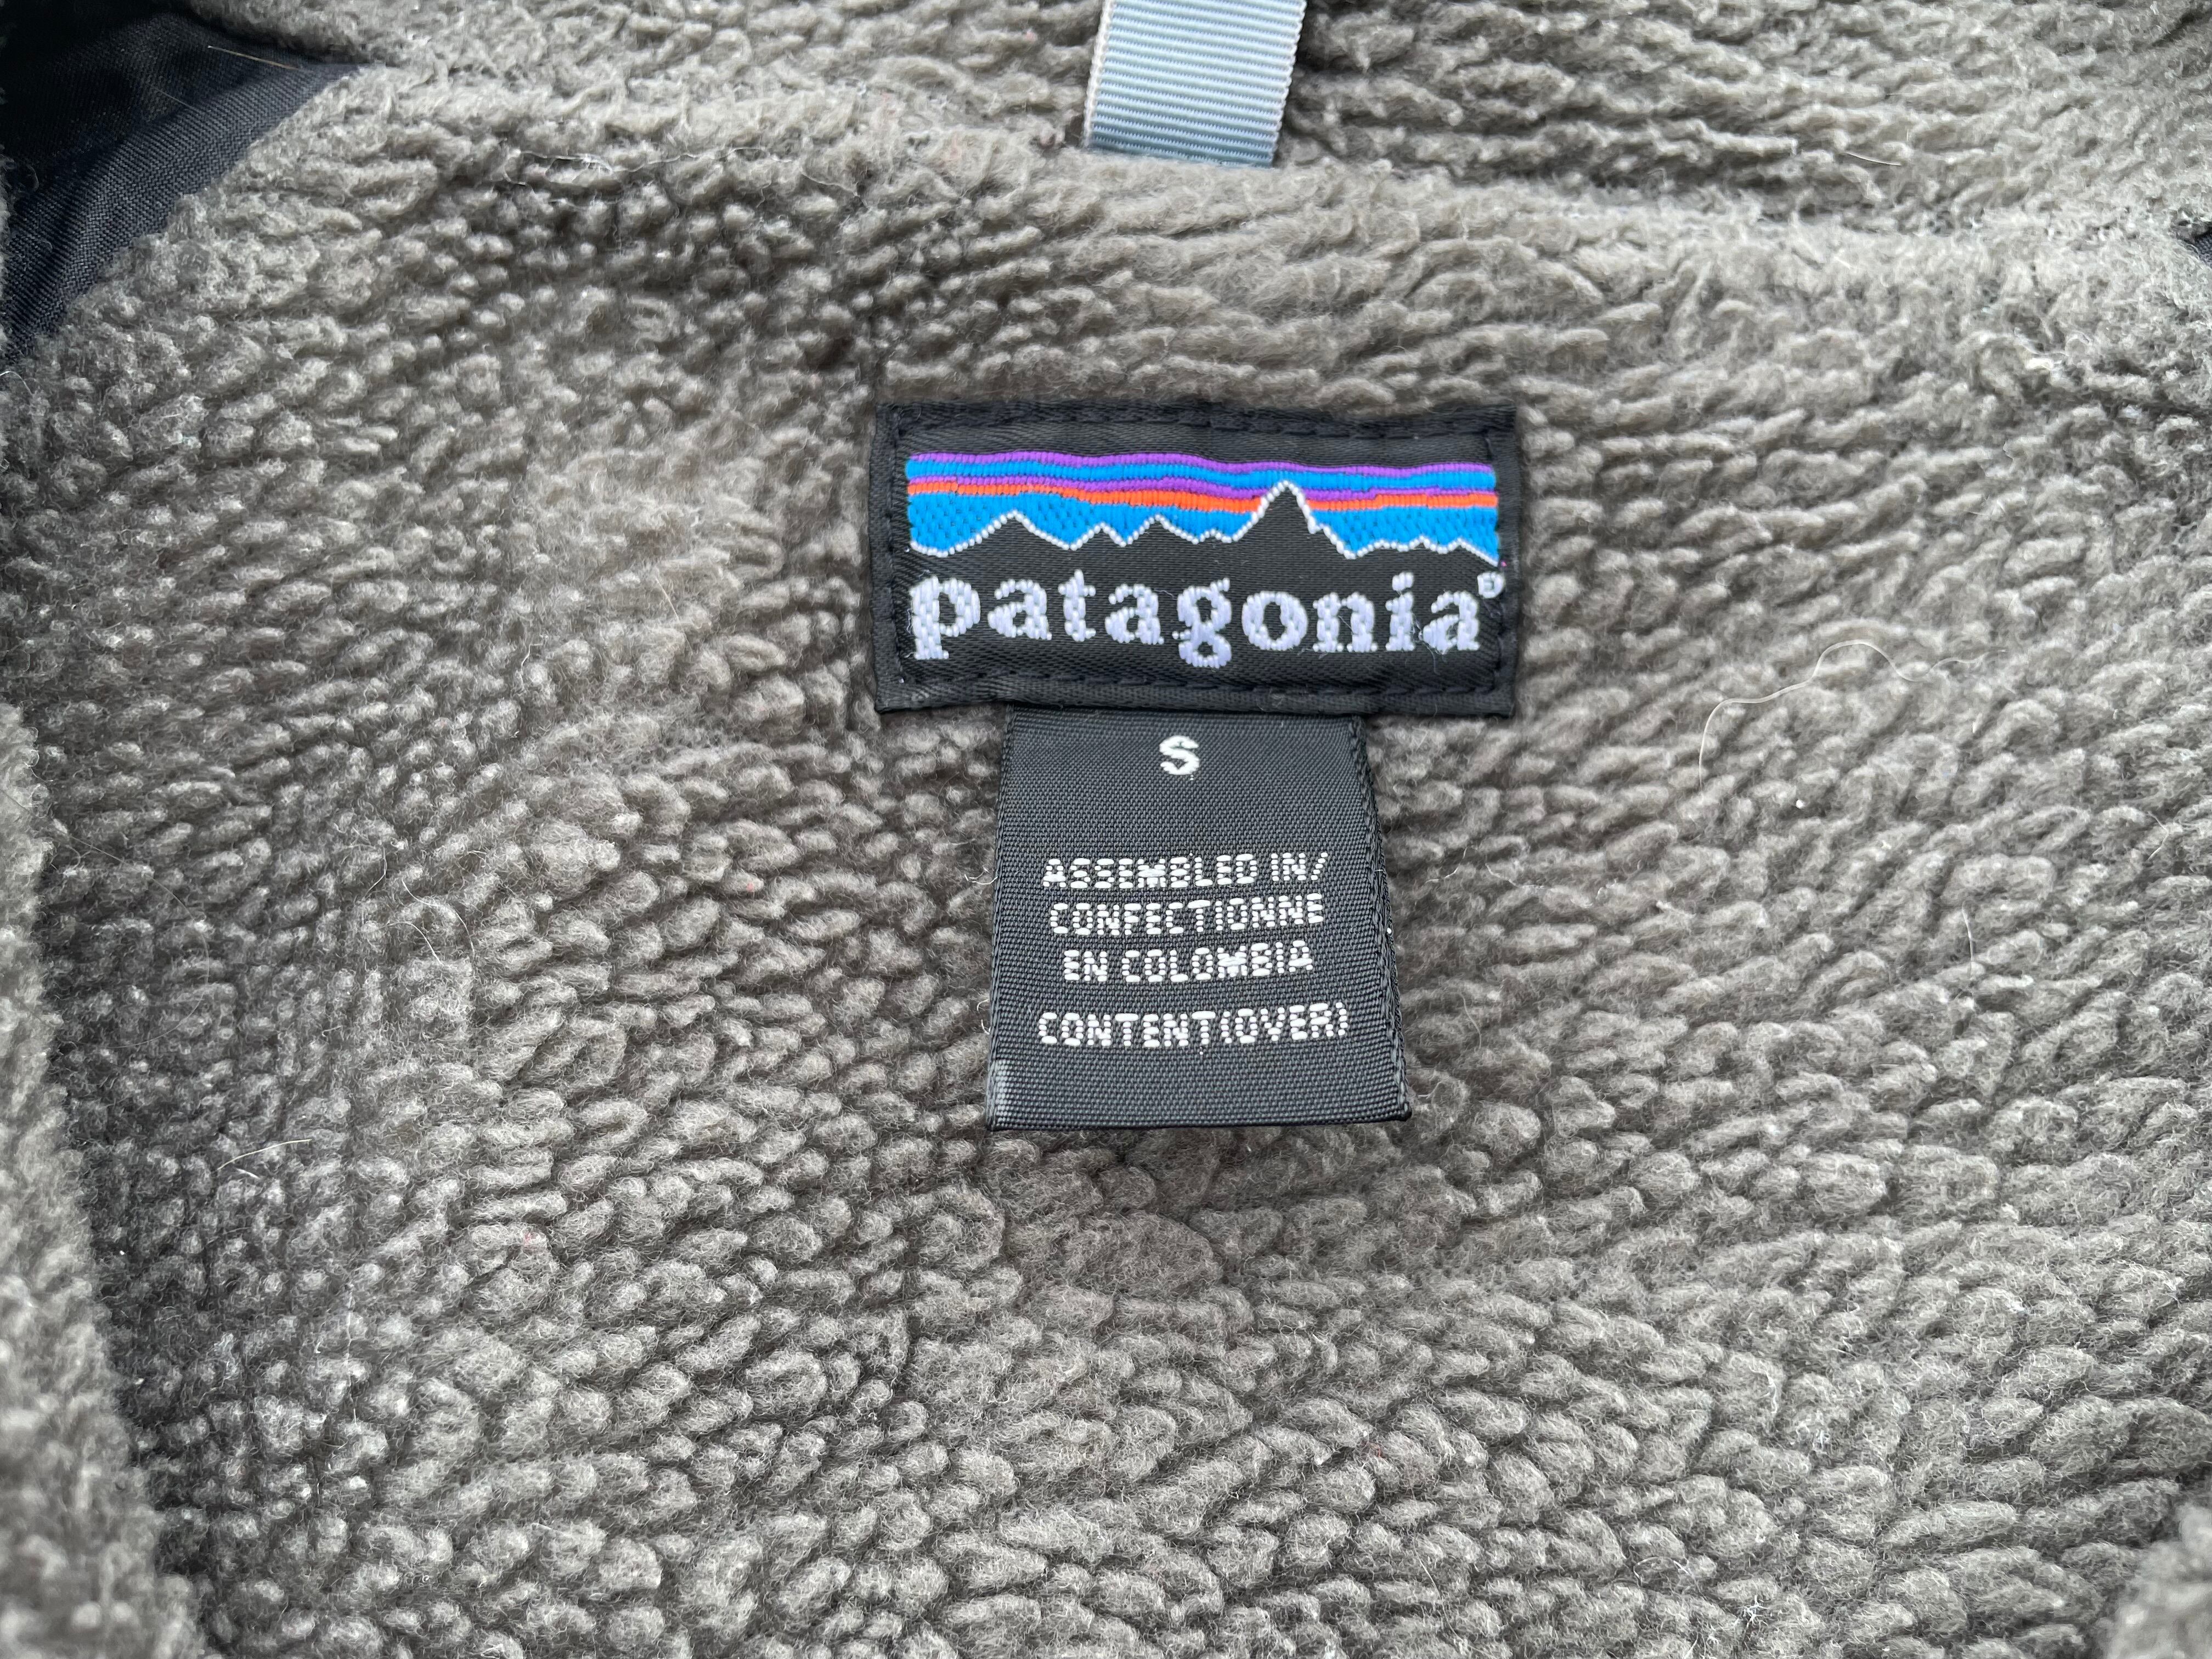 patagonia®
S
ASSEMBLED IN/
CONFECTIONNE
EN COLOMBIA
CONTENT(OVER)